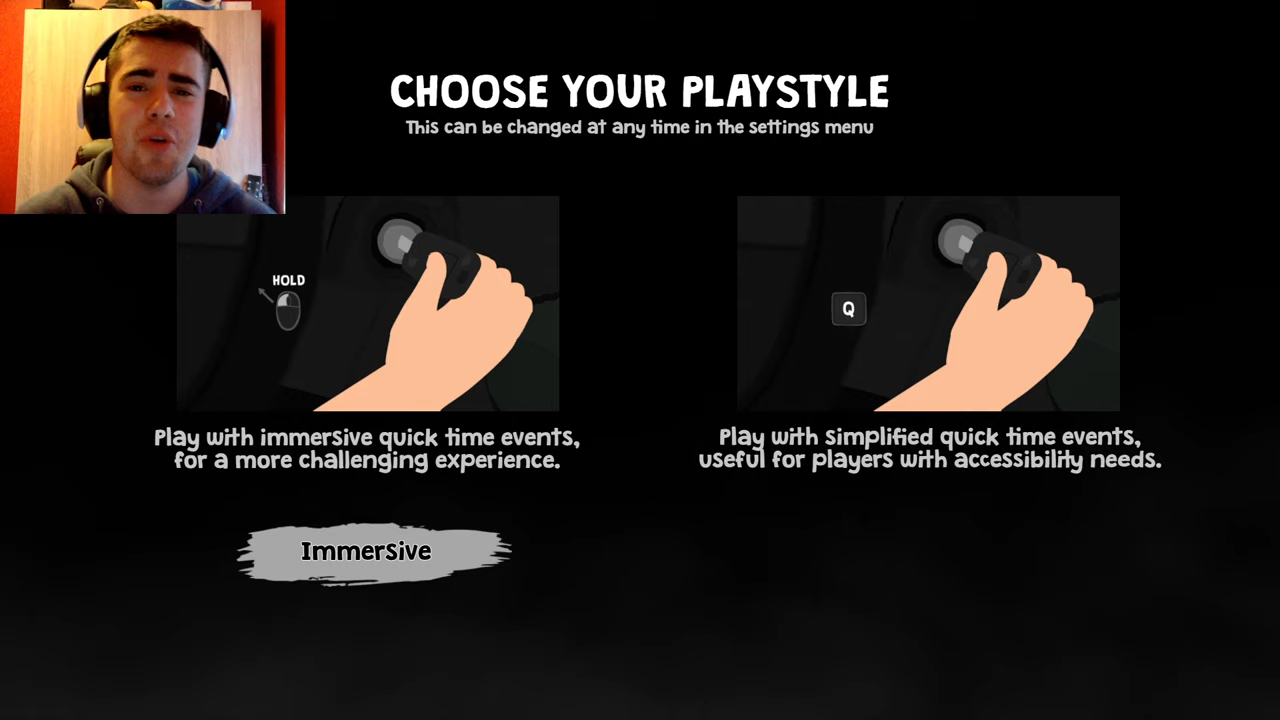 CHOOSE YOUR PLAYSTYLE
This can be changed at any time in the settings menu
HOLD
Q
Play with immersive quick time events,
for a more challenging experience.
Play with simplified quick time events,
useful for players with accessibility needs.
Immersive